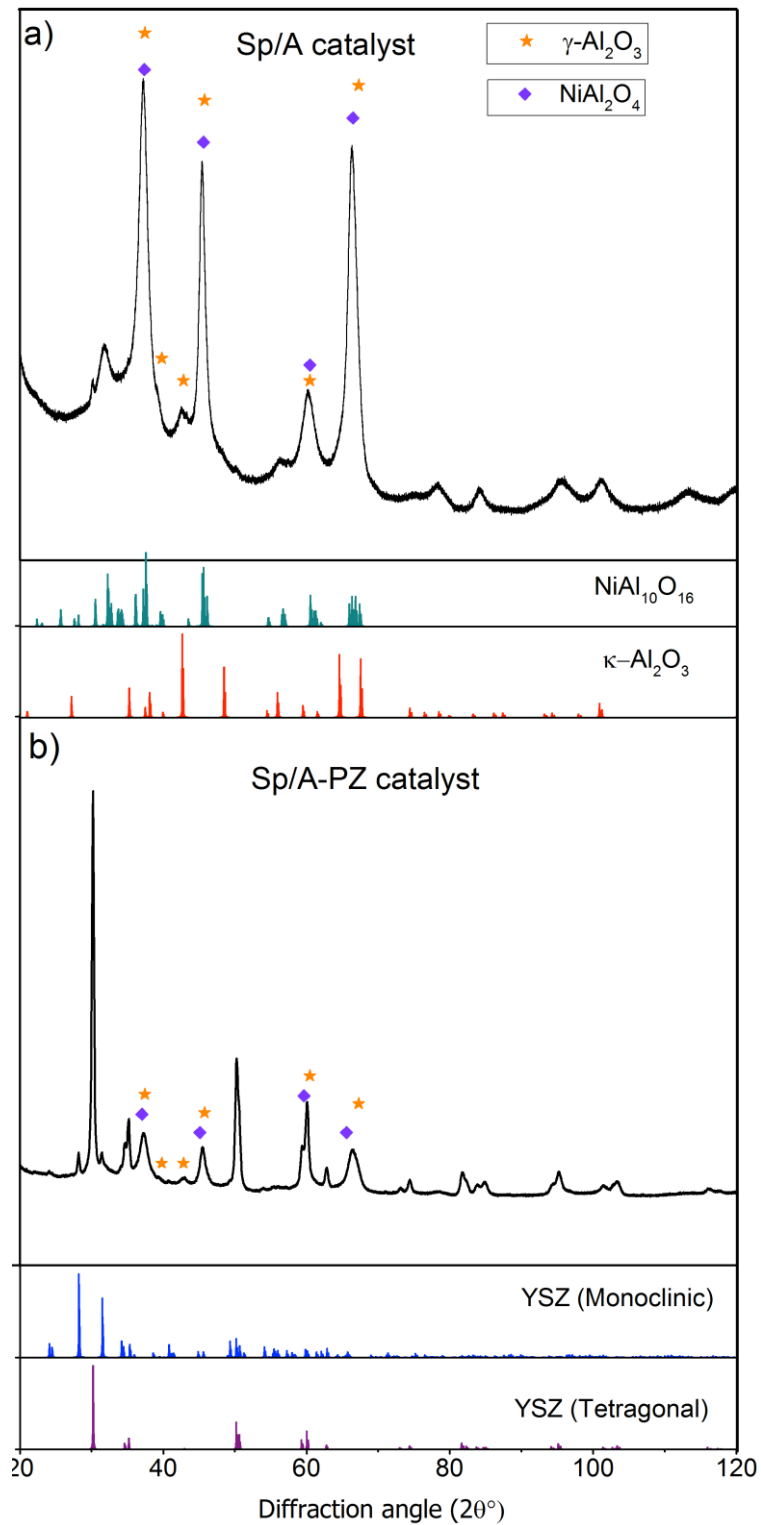 a)
Sp/A catalyst
γ-Al₂O₃
NiAl₂O₄
NiAl₁₀O₁₆
κ–Al₂O₃
b)
Sp/A-PZ catalyst
YSZ (Monoclinic)
YSZ (Tetragonal)
20 40 60 80 100 120
Diffraction angle (2θ°)